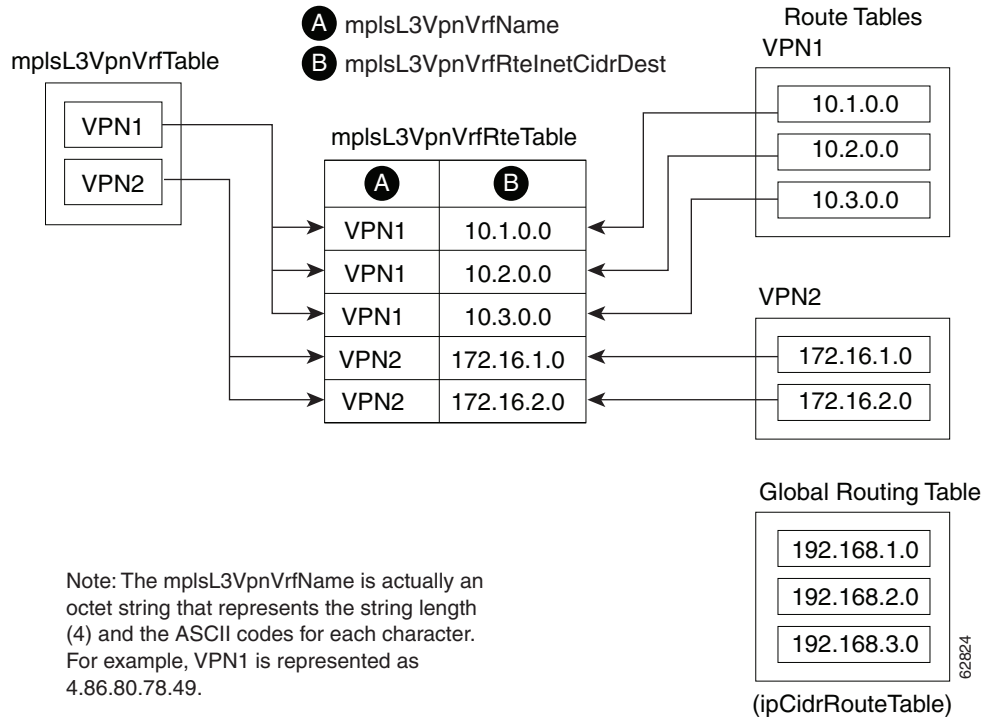 A mplsL3VpnVrfName
B mplsL3VpnVrfRteInetCidrDest
mplsL3VpnVrfTable
VPN1
VPN2
mplsL3VpnVrfRteTable
A B
VPN1 10.1.0.0
VPN1 10.2.0.0
VPN1 10.3.0.0
VPN2 172.16.1.0
VPN2 172.16.2.0
Route Tables
VPN1
10.1.0.0
10.2.0.0
10.3.0.0
VPN2
172.16.1.0
172.16.2.0
Global Routing Table
192.168.1.0
192.168.2.0
192.168.3.0
(ipCidrRouteTable)
62824
Note: The mplsL3VpnVrfName is actually an
octet string that represents the string length
(4) and the ASCII codes for each character.
For example, VPN1 is represented as
4.86.80.78.49.